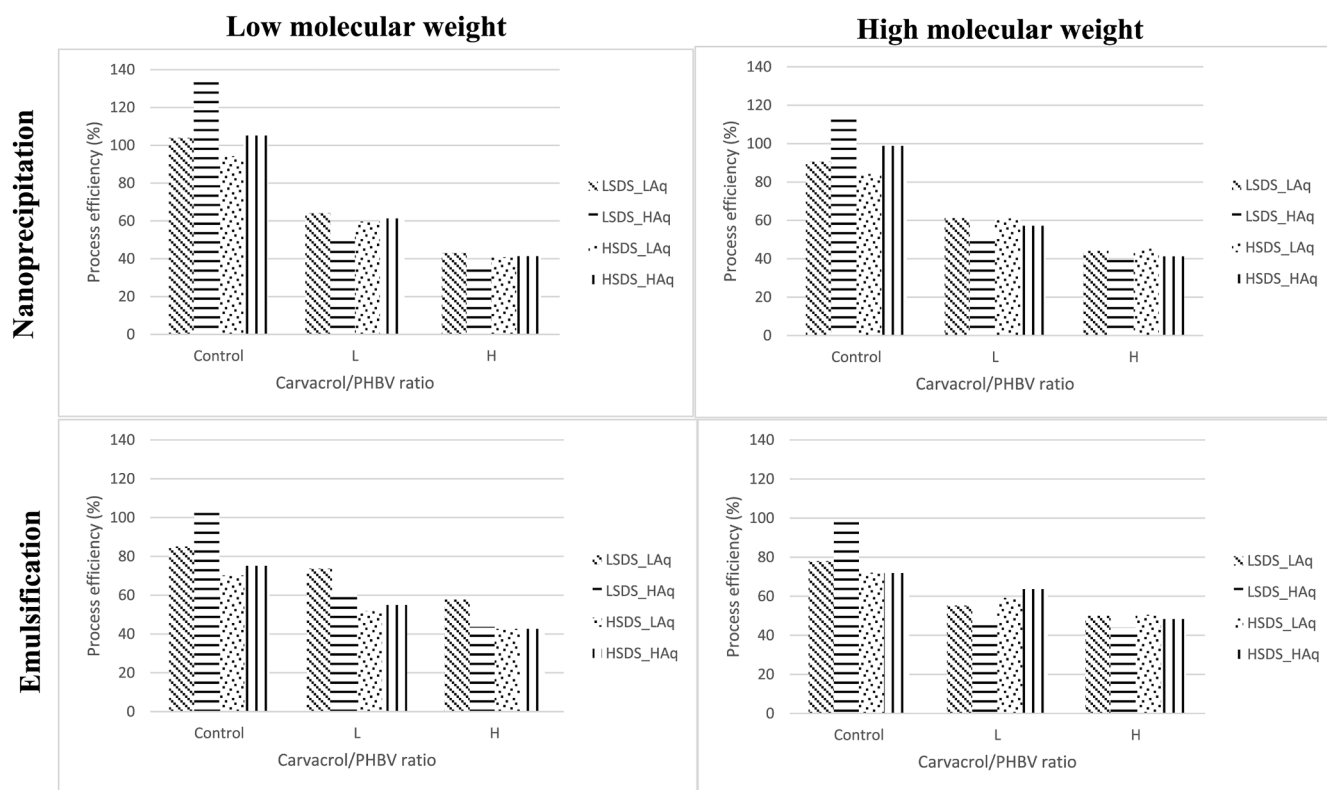 Low molecular weight
High molecular weight
Nanoprecipitation
Process efficiency (%)
140
120
100
80
60
40
20
0
Control L H
Carvacrol/PHBV ratio
LSDS_LAq
LSDS_HAq
HSDS_LAq
HSDS_HAq
Process efficiency (%)
140
120
100
80
60
40
20
0
Control L H
Carvacrol/PHBV ratio
LSDS_LAq
LSDS_HAq
HSDS_LAq
HSDS_HAq
Emulsification
Process efficiency (%)
140
120
100
80
60
40
20
0
Control L H
Carvacrol/PHBV ratio
LSDS_LAq
LSDS_HAq
HSDS_LAq
HSDS_HAq
Process efficiency (%)
140
120
100
80
60
40
20
0
Control L H
Carvacrol/PHBV ratio
LSDS_LAq
LSDS_HAq
HSDS_LAq
HSDS_HAq